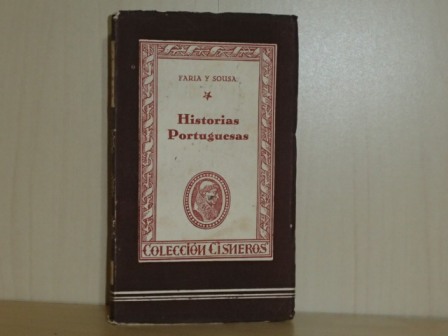 FARIA Y SOUSA
Historias
Portuguesas
COLECCIÓN CISNEROS